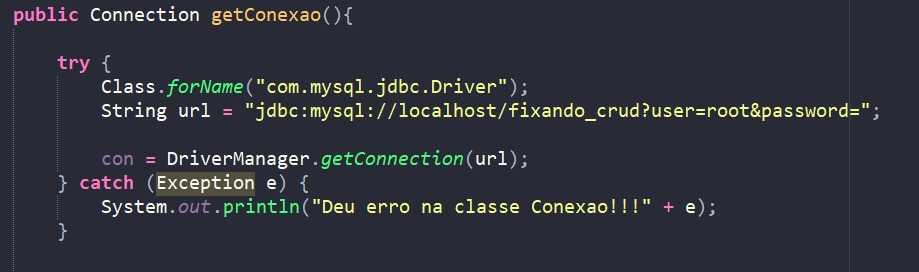 public Connection getConexao(){
try {
Class.forName("com.mysql.jdbc.Driver");
String url = "jdbc:mysql://localhost/fixando_crud?user=root&password=";
con = DriverManager.getConnection(url);
} catch (Exception e) {
System.out.println("Deu erro na classe Conexao!!!" + e);
}